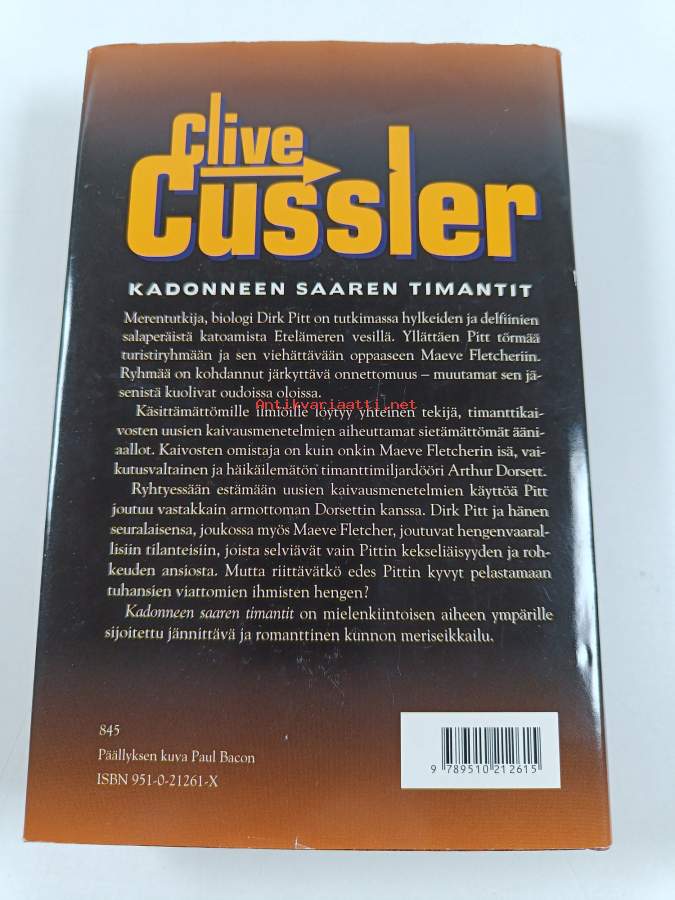 Clive
Cussler
KADONNEEN SAAREN TIMANTIT
Merentutkija, biologi Dirk Pitt on tutkimassa hylkeiden ja delfiinien
salaperäistä katoamista Etelämeren vesillä. Yllättäen Pitt törmää
turistiryhmään ja sen viehättävään oppaaseen Maeve Fletcheriin.
Ryhmää on kohdannut järkyttävä onnettomuus – muutamat sen jä-
senistä kuolivat oudoissa oloissa.
Antikvariaatti.net
Käsittämättömille ilmiöille löytyy yhteinen tekijä, timanttikai-
vosten uusien kaivausmenetelmien aiheuttamat sietämättömät ääni-
aallot. Kaivosten omistaja on kuin onkin Maeve Fletcherin isä, vai-
kutusvaltainen ja häikäilemätön timanttimiljardööri Arthur Dorsett.
Ryhtyessään estämään uusien kaivausmenetelmien käyttöä Pitt
joutuu vastakkain armottoman Dorsettin kanssa. Dirk Pitt ja hänen
seuralaisensa, joukossa myös Maeve Fletcher, joutuvat hengenvaaral-
lisiin tilanteisiin, joista selviävät vain Pittin kekseliäisyyden ja roh-
keuden ansiosta. Mutta riittävätkö edes Pittin kyvyt pelastamaan
tuhansien viattomien ihmisten hengen?
Kadonneen saaren timantit on mielenkiintoisen aiheen ympärille
sijoitettu jännittävä ja romanttinen kunnon meriseikkailu.
845
Päällyksen kuva Paul Bacon
ISBN 951-0-21261-X
9 789510 212615